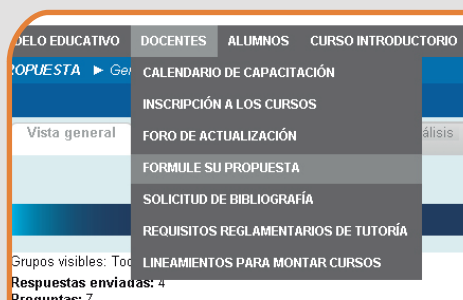 DELO EDUCATIVO DOCENTES ALUMNOS CURSO INTRODUCTORIO
OPUESTA ► Ge
CALENDARIO DE CAPACITACIÓN
INSCRIPCIÓN A LOS CURSOS
Vista general
FORO DE ACTUALIZACIÓN
álisis
FORMULE SU PROPUESTA
SOLICITUD DE BIBLIOGRAFÍA
REQUISITOS REGLAMENTARIOS DE TUTORÍA
Grupos visibles: Tod
LINEAMIENTOS PARA MONTAR CURSOS
Respuestas enviadas: 4
Preguntas: 7